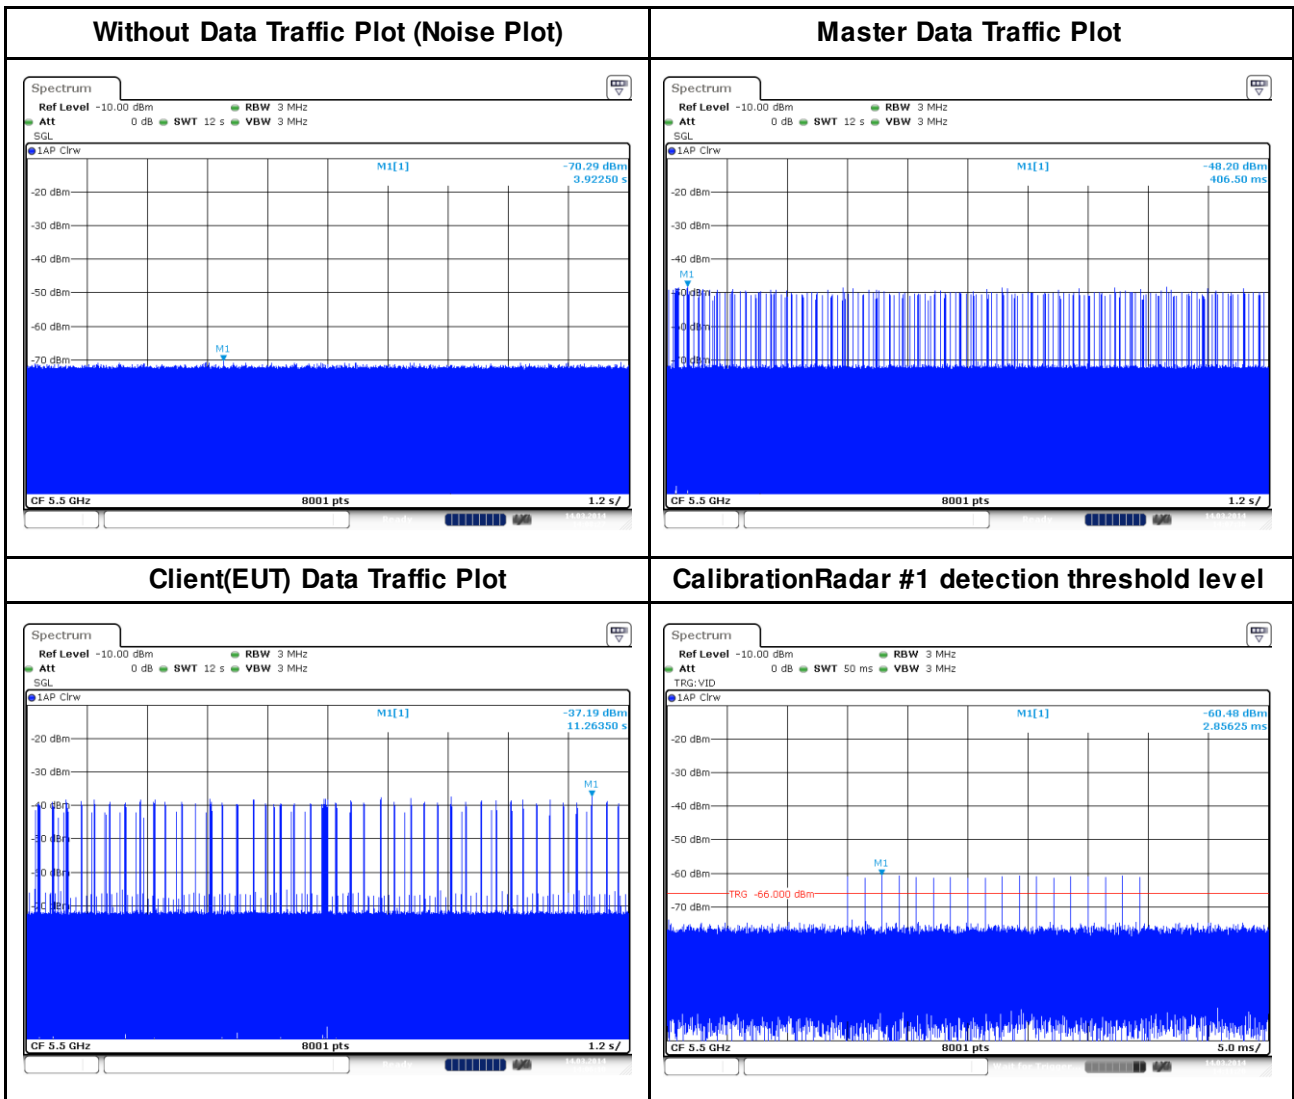 Without Data Traffic Plot (Noise Plot)
Master Data Traffic Plot
Spectrum
Ref Level -10.00 dBm RBW 3 MHz
Att 0 dB SWT 12 s VBW 3 MHz
SGL
1AP Clrw
M1[1] -70.29 dBm
3.92250 s
-20 dBm
-30 dBm
-40 dBm
-50 dBm
-60 dBm
M1
-70 dBm
CF 5.5 GHz 8001 pts 1.2 s/
Spectrum
Ref Level -10.00 dBm RBW 3 MHz
Att 0 dB SWT 12 s VBW 3 MHz
SGL
1AP Clrw
M1[1] -48.20 dBm
406.50 ms
-20 dBm
-30 dBm
-40 dBm
M1
CF 5.5 GHz 8001 pts 1.2 s/
Client(EUT) Data Traffic Plot
CalibrationRadar #1 detection threshold level
Spectrum
Ref Level -10.00 dBm RBW 3 MHz
Att 0 dB SWT 12 s VBW 3 MHz
SGL
1AP Clrw
M1[1] -37.19 dBm
11.26350 s
-20 dBm
-30 dBm
M1
-40 dBm
CF 5.5 GHz 8001 pts 1.2 s/
Spectrum
Ref Level -10.00 dBm RBW 3 MHz
Att 0 dB SWT 50 ms VBW 3 MHz
TRG:VID
1AP Clrw
M1[1] -60.48 dBm
2.85625 ms
-20 dBm
-30 dBm
-40 dBm
-50 dBm
M1
-60 dBm
TRG -66.000 dBm
-70 dBm
CF 5.5 GHz 8001 pts 5.0 ms/